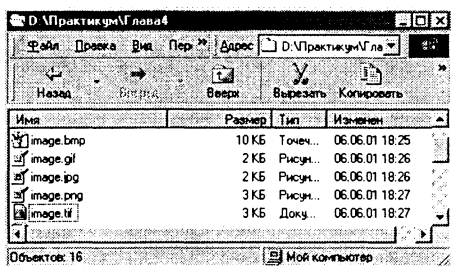 D:\Практикум\Глава4
Файл Правка Вид Пер » Адрес D:\Практикум\Гла
Назад Вперед Вверх Вырезать Копировать »
Имя Размер Тип Изменен
image.bmp 10 КБ Точеч... 06.06.01 18:25
image.gif 2 КБ Рисун... 06.06.01 18:26
image.jpg 2 КБ Рисун... 06.06.01 18:26
image.png 3 КБ Рисун... 06.06.01 18:27
image.tif 3 КБ Доку... 06.06.01 18:27
Объектов: 16 Мой компьютер